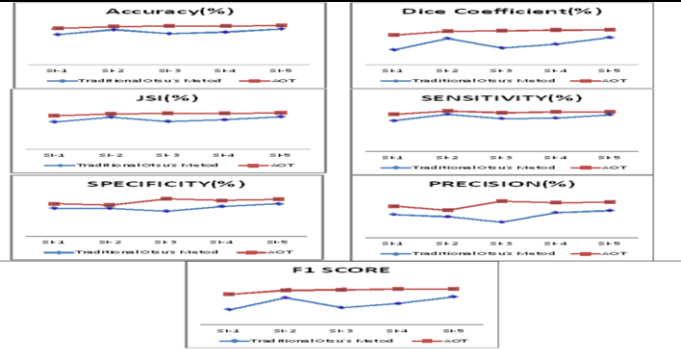 Accuracy(%)
SI-1 SI-2 SI-3 SI-4 SI-5
Traditional Otsu's Metod AOT
Dice Coefficient(%)
SI-1 SI-2 SI-3 SI-4 SI-5
Traditional Otsu's Metod AOT
JSI(%)
SI-1 SI-2 SI-3 SI-4 SI-5
Traditional Otsu's Metod AOT
SENSITIVITY(%)
SI-1 SI-2 SI-3 SI-4 SI-5
Traditional Otsu's Metod AOT
SPECIFICITY(%)
SI-1 SI-2 SI-3 SI-4 SI-5
Traditional Otsu's Metod AOT
PRECISION(%)
SI-1 SI-2 SI-3 SI-4 SI-5
Traditional Otsu's Metod AOT
F1 SCORE
SI-1 SI-2 SI-3 SI-4 SI-5
Traditional Otsu's Metod AOT